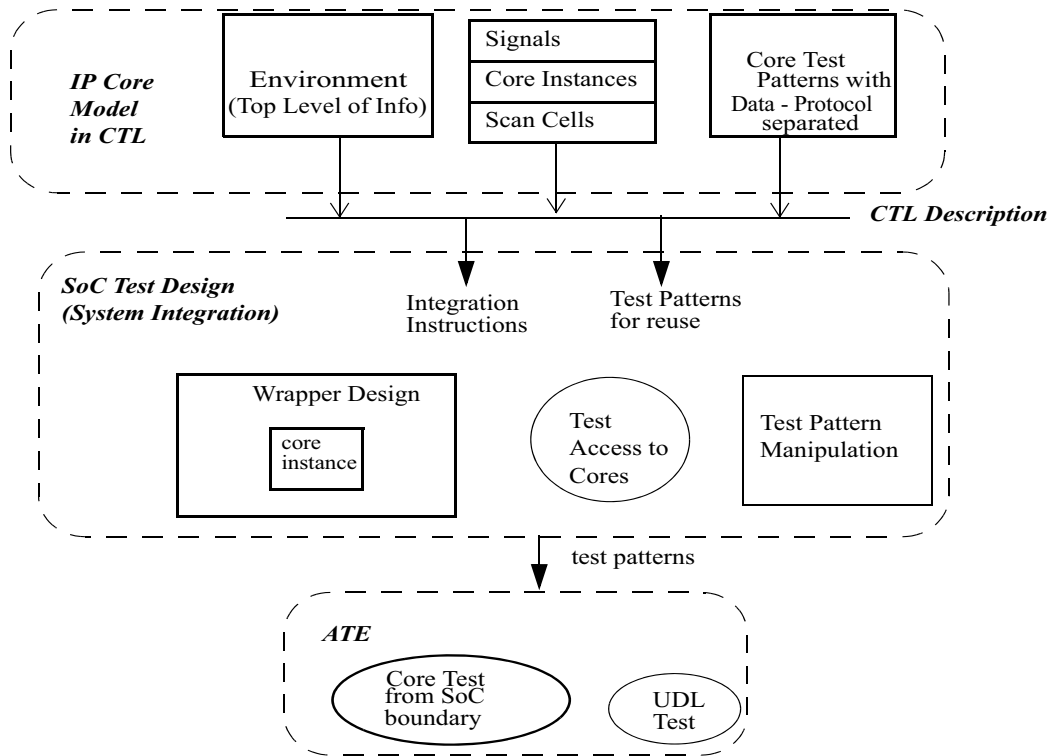 IP Core
Model
in CTL
Environment
(Top Level of Info)
Signals
Core Instances
Scan Cells
Core Test
Patterns with
Data - Protocol
separated
CTL Description
SoC Test Design
(System Integration)
Integration
Instructions
Test Patterns
for reuse
Wrapper Design
core
instance
Test
Access to
Cores
Test Pattern
Manipulation
test patterns
ATE
Core Test
from SoC
boundary
UDL
Test